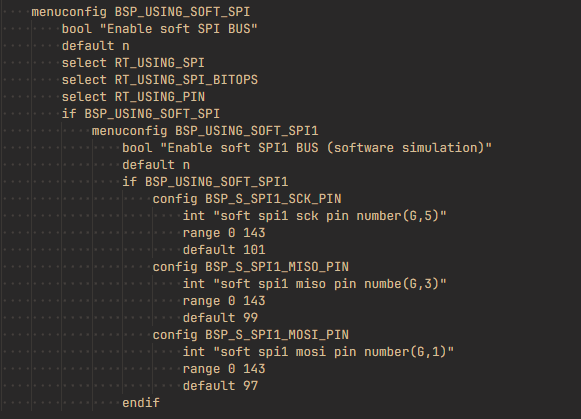 menuconfig BSP_USING_SOFT_SPI
bool "Enable soft SPI BUS"
default n
select RT_USING_SPI
select RT_USING_SPI_BITOPS
select RT_USING_PIN
if BSP_USING_SOFT_SPI
menuconfig BSP_USING_SOFT_SPI1
bool "Enable soft SPI1 BUS (software simulation)"
default n
if BSP_USING_SOFT_SPI1
config BSP_S_SPI1_SCK_PIN
int "soft spi1 sck pin number(G,5)"
range 0 143
default 101
config BSP_S_SPI1_MISO_PIN
int "soft spi1 miso pin numbe(G,3)"
range 0 143
default 99
config BSP_S_SPI1_MOSI_PIN
int "soft spi1 mosi pin number(G,1)"
range 0 143
default 97
endif